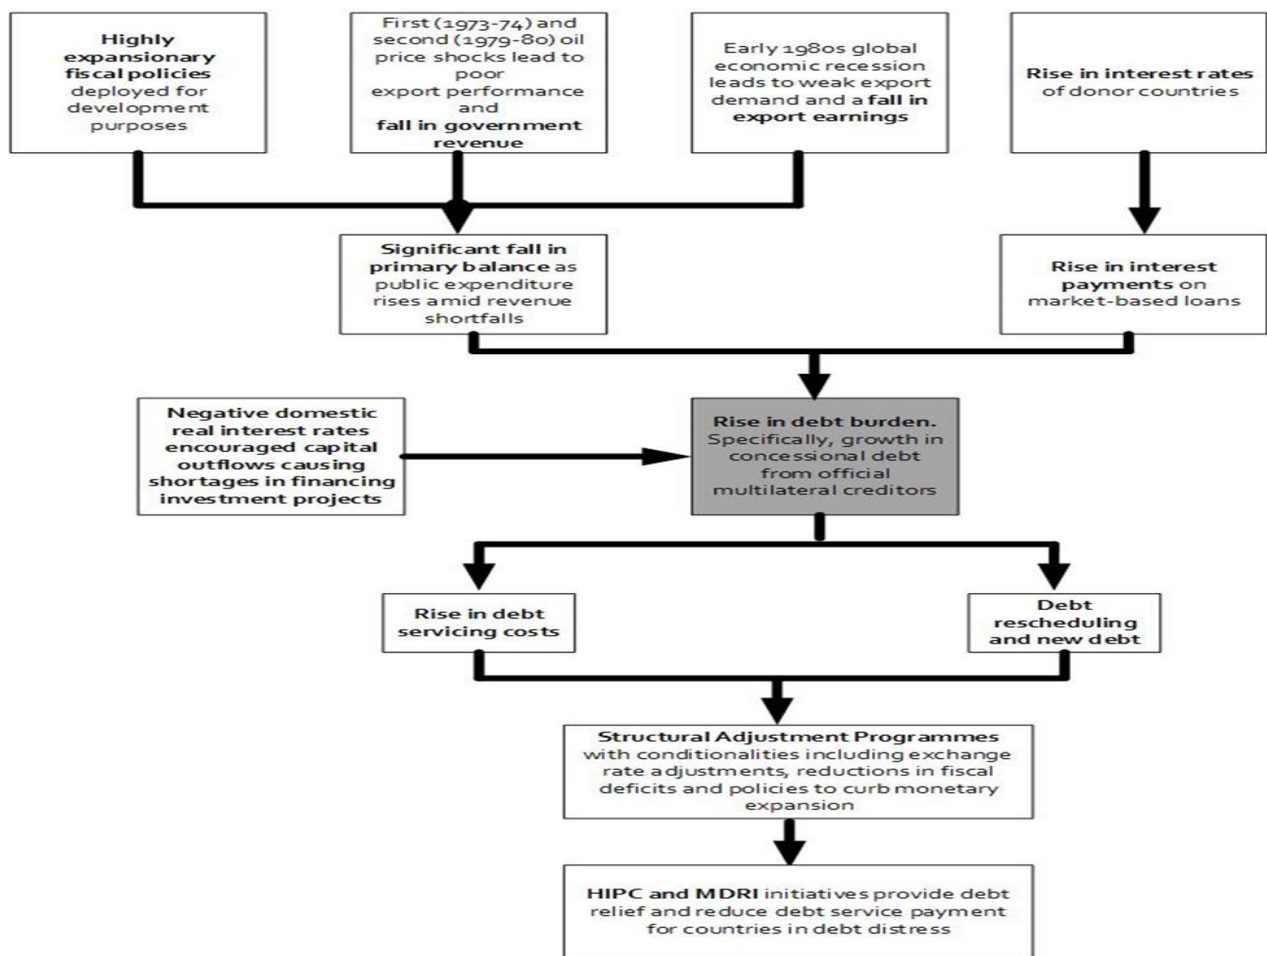 Highly
expansionary
fiscal policies
deployed for
development
purposes
First (1973-74) and
second (1979-80) oil
price shocks lead to
poor
export performance
and
fall in government
revenue
Early 1980s global
economic recession
leads to weak export
demand and a fall in
export earnings
Rise in interest rates
of donor countries
Significant fall in
primary balance as
public expenditure
rises amid revenue
shortfalls
Rise in interest
payments on
market-based loans
Negative domestic
real interest rates
encouraged capital
outflows causing
shortages in financing
investment projects
Rise in debt burden.
Specifically, growth in
concessional debt
from official
multilateral creditors
Rise in debt
servicing costs
Debt
rescheduling
and new debt
Structural Adjustment Programmes
with conditionalities including exchange
rate adjustments, reductions in fiscal
deficits and policies to curb monetary
expansion
HIPC and MDRI initiatives provide debt
relief and reduce debt service payment
for countries in debt distress